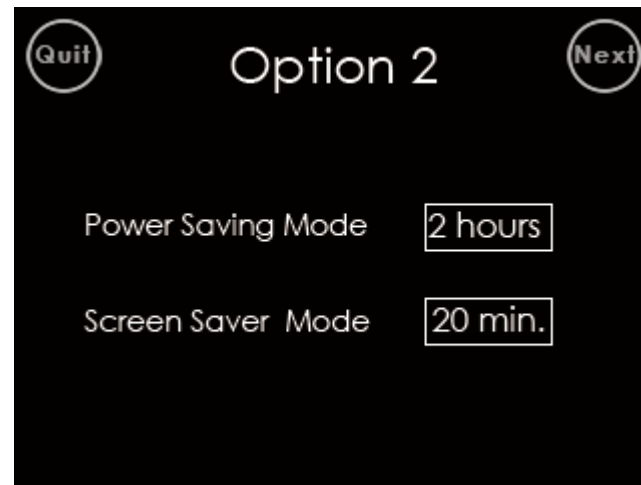 Quit
Option 2
Next
Power Saving Mode 2 hours
Screen Saver Mode 20 min.